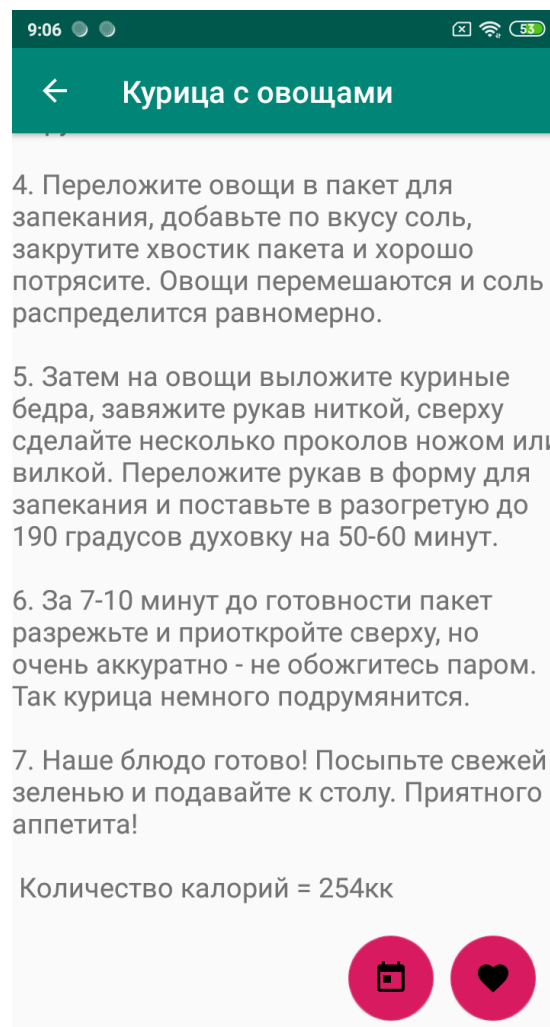 9:06
53
Курица с овощами
4. Переложите овощи в пакет для
запекания, добавьте по вкусу соль,
закрутите хвостик пакета и хорошо
потрясите. Овощи перемешаются и соль
распределится равномерно.
5. Затем на овощи выложите куриные
бедра, завяжите рукав ниткой, сверху
сделайте несколько проколов ножом или
вилкой. Переложите рукав в форму для
запекания и поставьте в разогретую до
190 градусов духовку на 50-60 минут.
6. За 7-10 минут до готовности пакет
разрежьте и приоткройте сверху, но
очень аккуратно - не обожгитесь паром.
Так курица немного подрумянится.
7. Наше блюдо готово! Посыпьте свежей
зеленью и подавайте к столу. Приятного
аппетита!
Количество калорий = 254кк